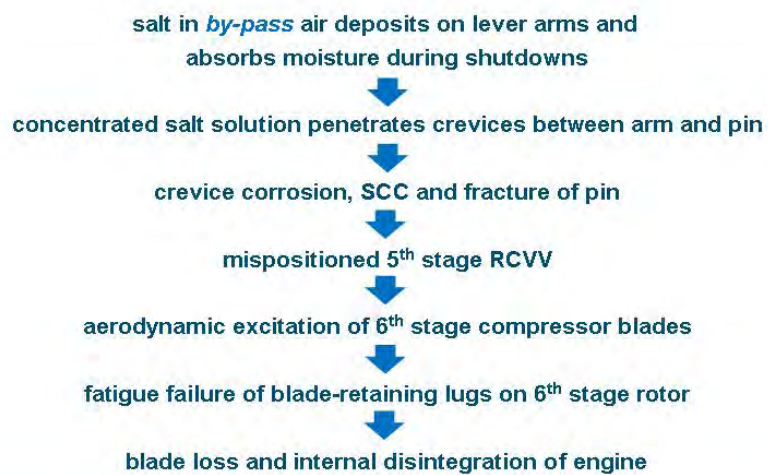 salt in by-pass air deposits on lever arms and
absorbs moisture during shutdowns
concentrated salt solution penetrates crevices between arm and pin
crevice corrosion, SCC and fracture of pin
mispositioned 5th stage RCVV
aerodynamic excitation of 6th stage compressor blades
fatigue failure of blade-retaining lugs on 6th stage rotor
blade loss and internal disintegration of engine